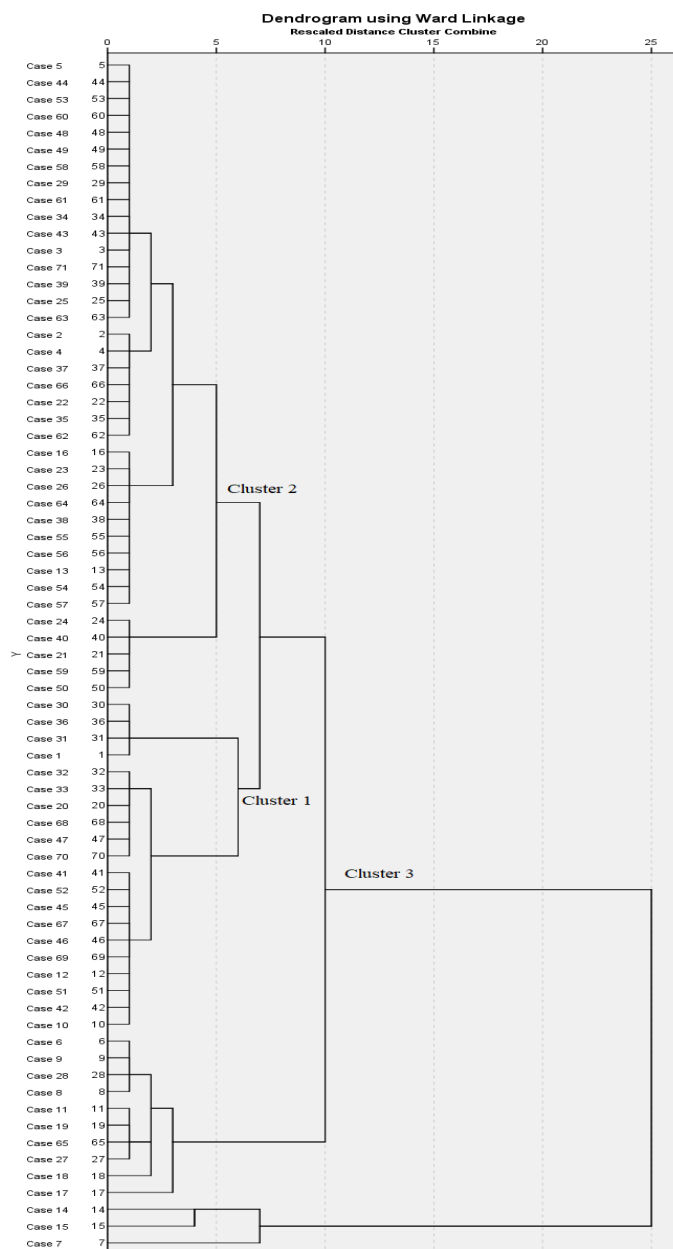 Dendrogram using Ward Linkage
Rescaled Distance Cluster Combine
0 5 10 15 20 25
Case 5 5
Case 44 44
Case 53 53
Case 60 60
Case 48 48
Case 49 49
Case 58 58
Case 29 29
Case 61 61
Case 34 34
Case 43 43
Case 3 3
Case 71 71
Case 39 39
Case 25 25
Case 63 63
Case 2 2
Case 4 4
Case 37 37
Case 66 66
Case 22 22
Case 35 35
Case 62 62
Case 16 16
Case 23 23
Case 26 26
Cluster 2
Case 64 64
Case 38 38
Case 55 55
Case 56 56
Case 13 13
Case 54 54
Case 57 57
Case 24 24
Case 40 40
Y
Case 21 21
Case 59 59
Case 50 50
Case 30 30
Case 36 36
Case 31 31
Case 1 1
Case 32 32
Case 33 33
Cluster 1
Case 20 20
Case 68 68
Case 47 47
Case 70 70
Case 41 41
Cluster 3
Case 52 52
Case 45 45
Case 67 67
Case 46 46
Case 69 69
Case 12 12
Case 51 51
Case 42 42
Case 10 10
Case 6 6
Case 9 9
Case 28 28
Case 8 8
Case 11 11
Case 19 19
Case 65 65
Case 27 27
Case 18 18
Case 17 17
Case 14 14
Case 15 15
Case 7 7